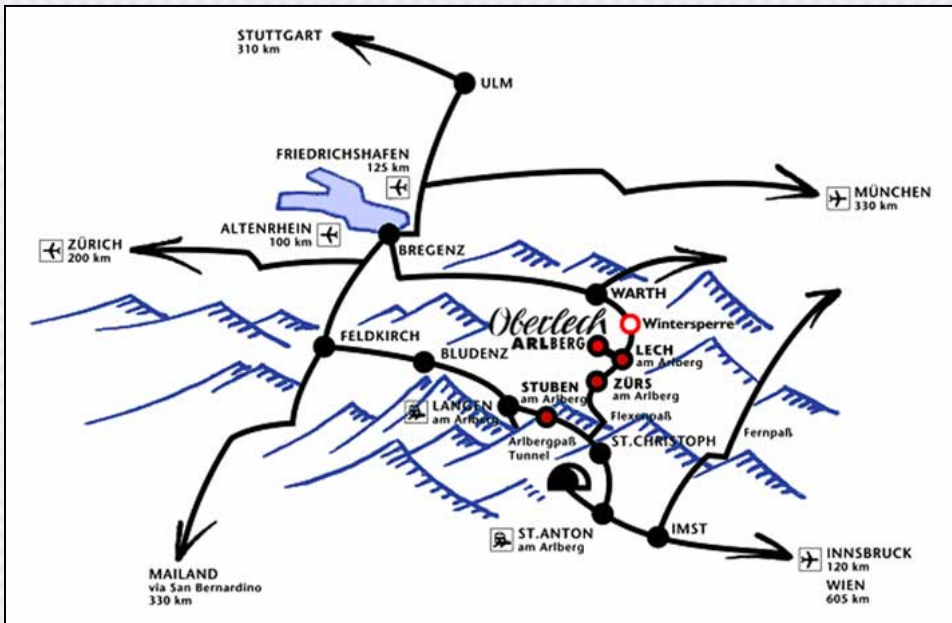 STUTTGART
310 km
ULM
FRIEDRICHSHAFEN
125 km
MÜNCHEN
330 km
ALTENRHEIN
100 km
ZÜRICH
200 km
BREGENZ
WARTH
Oberlech
ARLBERG
Wintersperre
FELDKIRCH
BLUDENZ
LECH
am Arlberg
ZÜRS
am Arlberg
STUBEN
am Arlberg
LANGEN
am Arlberg
Flexenpaß
Arlbergpaß
Tunnel
ST.CHRISTOPH
Fernpaß
ST.ANTON
am Arlberg
IMST
INNSBRUCK
120 km
WIEN
605 km
MAILAND
via San Bernardino
330 km